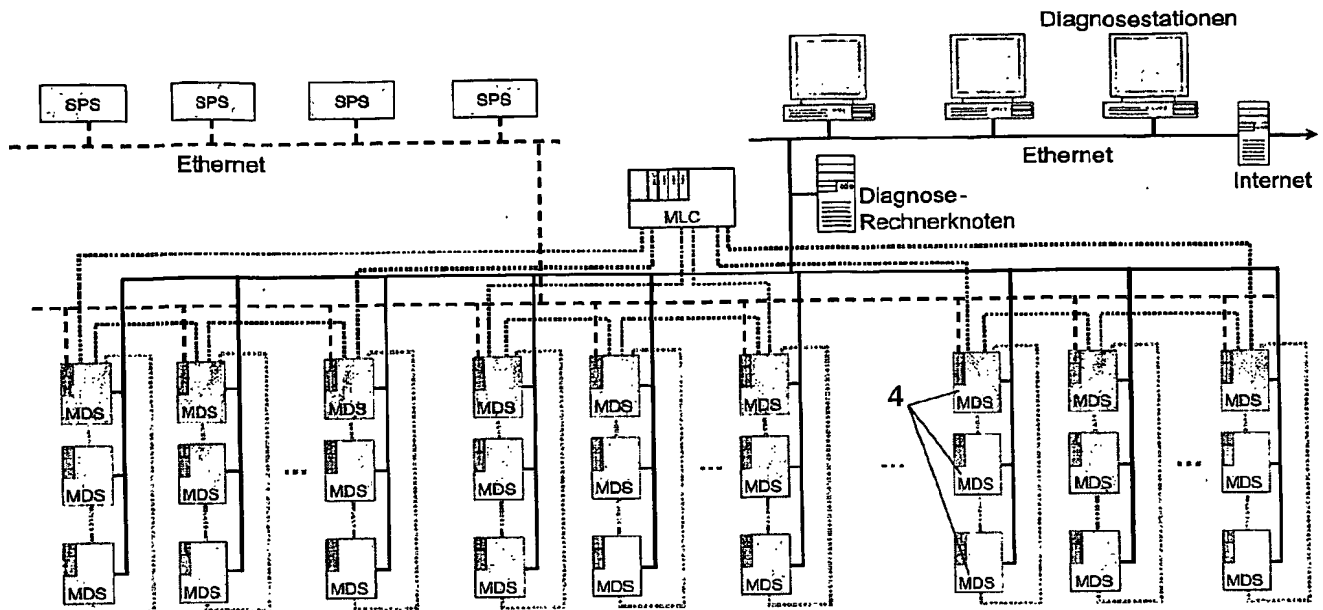 Diagnosestationen
SPS SPS SPS SPS
Ethernet
Ethernet
Internet
MLC
Diagnose-
Rechnerknoten
4
MDS MDS MDS MDS MDS MDS MDS MDS MDS
... ... ... ...
MDS MDS MDS MDS MDS MDS MDS MDS MDS
MDS MDS MDS MDS MDS MDS MDS MDS MDS